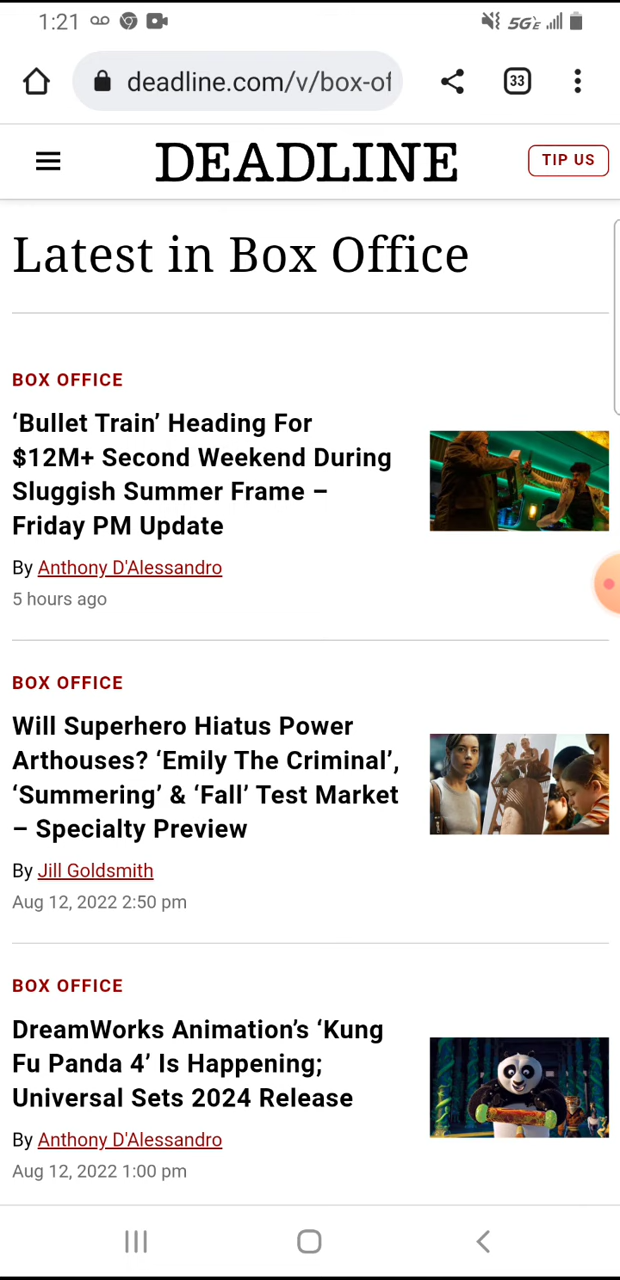 1:21
5GE
deadline.com/v/box-of
33
DEADLINE
TIP US
Latest in Box Office
BOX OFFICE
‘Bullet Train’ Heading For
$12M+ Second Weekend During
Sluggish Summer Frame –
Friday PM Update
By Anthony D'Alessandro
5 hours ago
BOX OFFICE
Will Superhero Hiatus Power
Arthouses? ‘Emily The Criminal’,
‘Summering’ & ‘Fall’ Test Market
– Specialty Preview
By Jill Goldsmith
Aug 12, 2022 2:50 pm
BOX OFFICE
DreamWorks Animation’s ‘Kung
Fu Panda 4’ Is Happening;
Universal Sets 2024 Release
By Anthony D'Alessandro
Aug 12, 2022 1:00 pm